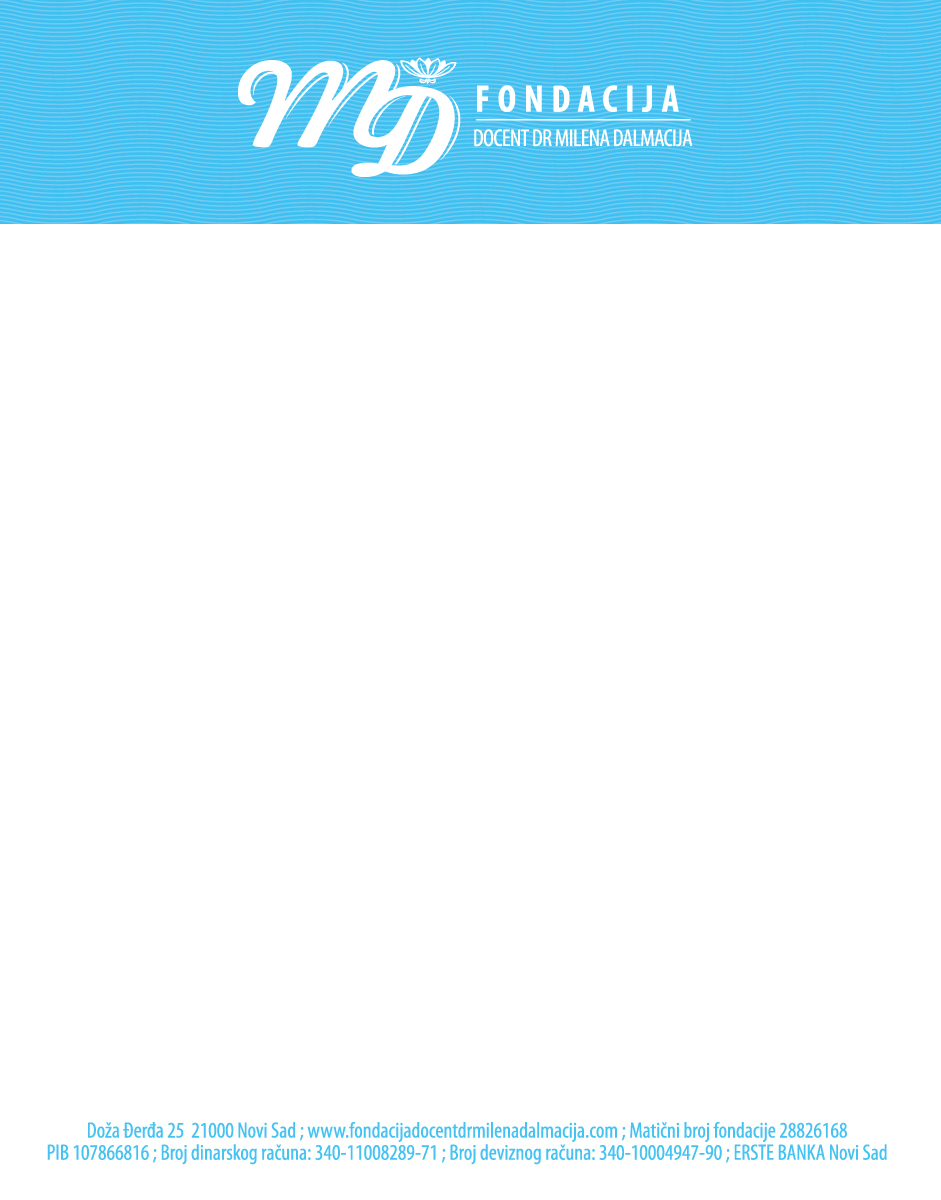 MD
FONDACIJA
DOCENT DR MILENA DALMACIJA
Doža Đerđa 25 21000 Novi Sad ; www.fondacijadocentdrmilenadalmacija.com ; Matični broj fondacije 28826168
PIB 107866816 ; Broj dinarskog računa: 340-11008289-71 ; Broj deviznog računa: 340-10004947-90 ; ERSTE BANKA Novi Sad